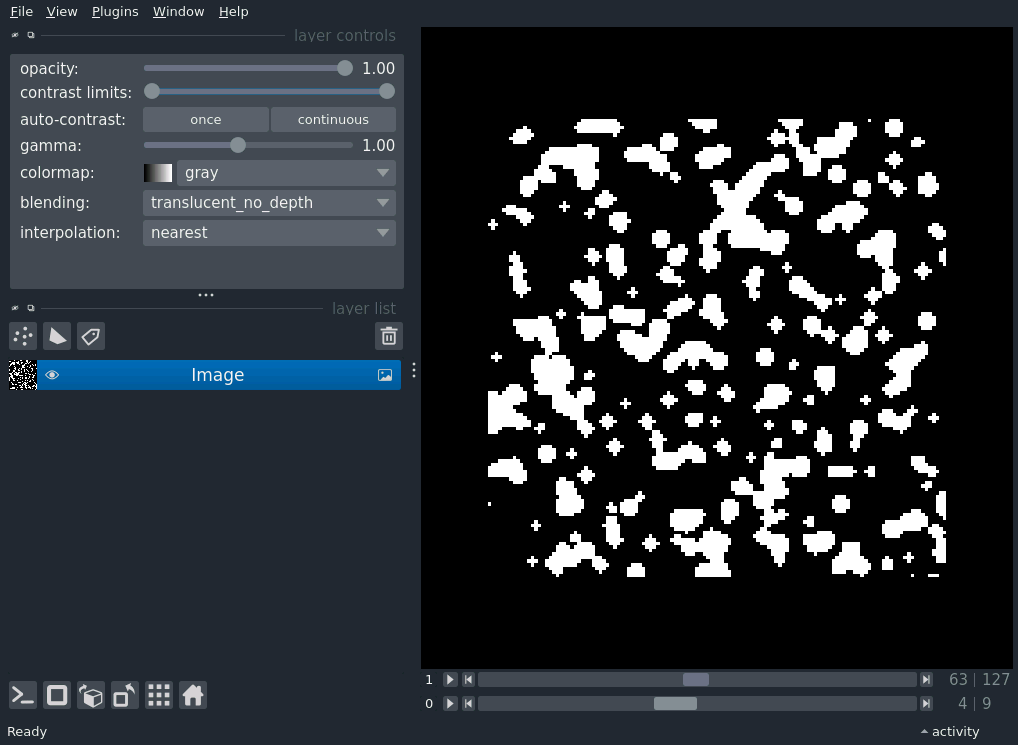 File View Plugins Window Help
layer controls
opacity: 1.00
contrast limits:
auto-contrast: once continuous
gamma: 1.00
colormap: gray
blending: translucent_no_depth
interpolation: nearest
layer list
Image
1 63 | 127
0 4 | 9
Ready activity